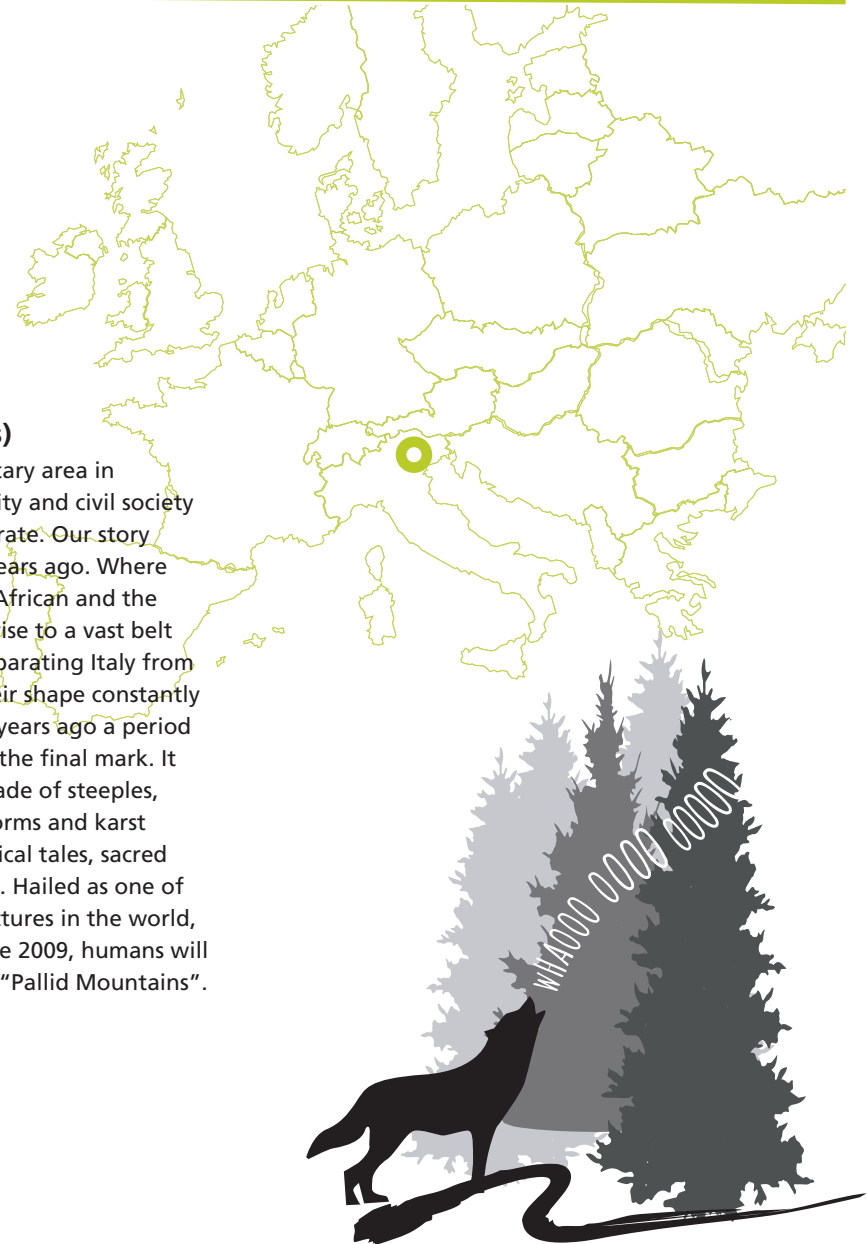 s)
tary area in
ity and civil society
rate. Our story
ears ago. Where
African and the
ise to a vast belt
parating Italy from
eir shape constantly
years ago a period
the final mark. It
ade of steeples,
orms and karst
ical tales, sacred
. Hailed as one of
ctures in the world,
e 2009, humans will
"Pallid Mountains".
WHAOOO OOOO OOOOO